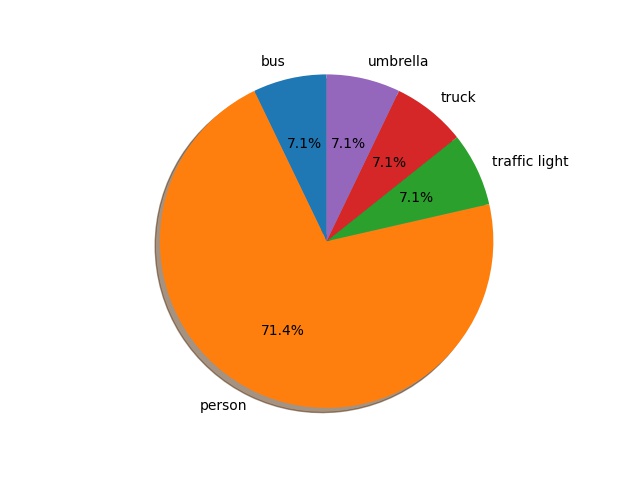 bus
umbrella
truck
traffic light
person
7.1%
7.1%
7.1%
7.1%
71.4%